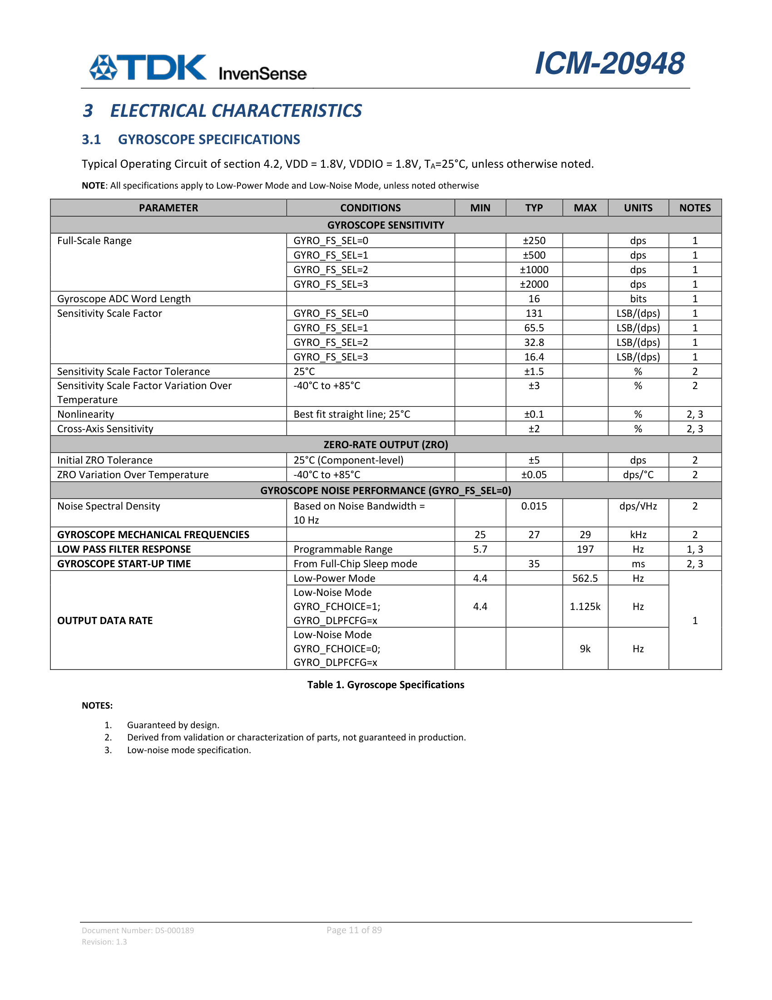 TDK InvenSense
ICM-20948
3 ELECTRICAL CHARACTERISTICS
3.1 GYROSCOPE SPECIFICATIONS
Typical Operating Circuit of section 4.2, VDD = 1.8V, VDDIO = 1.8V, TA=25°C, unless otherwise noted.
NOTE: All specifications apply to Low-Power Mode and Low-Noise Mode, unless noted otherwise
PARAMETER CONDITIONS MIN TYP MAX UNITS NOTES
GYROSCOPE SENSITIVITY
Full-Scale Range GYRO_FS_SEL=0 ±250 dps 1
GYRO_FS_SEL=1 ±500 dps 1
GYRO_FS_SEL=2 ±1000 dps 1
GYRO_FS_SEL=3 ±2000 dps 1
Gyroscope ADC Word Length 16 bits 1
Sensitivity Scale Factor GYRO_FS_SEL=0 131 LSB/(dps) 1
GYRO_FS_SEL=1 65.5 LSB/(dps) 1
GYRO_FS_SEL=2 32.8 LSB/(dps) 1
GYRO_FS_SEL=3 16.4 LSB/(dps) 1
Sensitivity Scale Factor Tolerance 25°C ±1.5 % 2
Sensitivity Scale Factor Variation Over -40°C to +85°C ±3 % 2
Temperature
Nonlinearity Best fit straight line; 25°C ±0.1 % 2, 3
Cross-Axis Sensitivity ±2 % 2, 3
ZERO-RATE OUTPUT (ZRO)
Initial ZRO Tolerance 25°C (Component-level) ±5 dps 2
ZRO Variation Over Temperature -40°C to +85°C ±0.05 dps/°C 2
GYROSCOPE NOISE PERFORMANCE (GYRO_FS_SEL=0)
Noise Spectral Density Based on Noise Bandwidth = 0.015 dps/√Hz 2
10 Hz
GYROSCOPE MECHANICAL FREQUENCIES 25 27 29 kHz 2
LOW PASS FILTER RESPONSE Programmable Range 5.7 197 Hz 1, 3
GYROSCOPE START-UP TIME From Full-Chip Sleep mode 35 ms 2, 3
Low-Power Mode 4.4 562.5 Hz
Low-Noise Mode
GYRO_FCHOICE=1; 4.4 1.125k Hz
OUTPUT DATA RATE GYRO_DLPFCFG=x 1
Low-Noise Mode
GYRO_FCHOICE=0; 9k Hz
GYRO_DLPFCFG=x
Table 1. Gyroscope Specifications
NOTES:
1. Guaranteed by design.
2. Derived from validation or characterization of parts, not guaranteed in production.
3. Low-noise mode specification.
Document Number: DS-000189 Page 11 of 89
Revision: 1.3